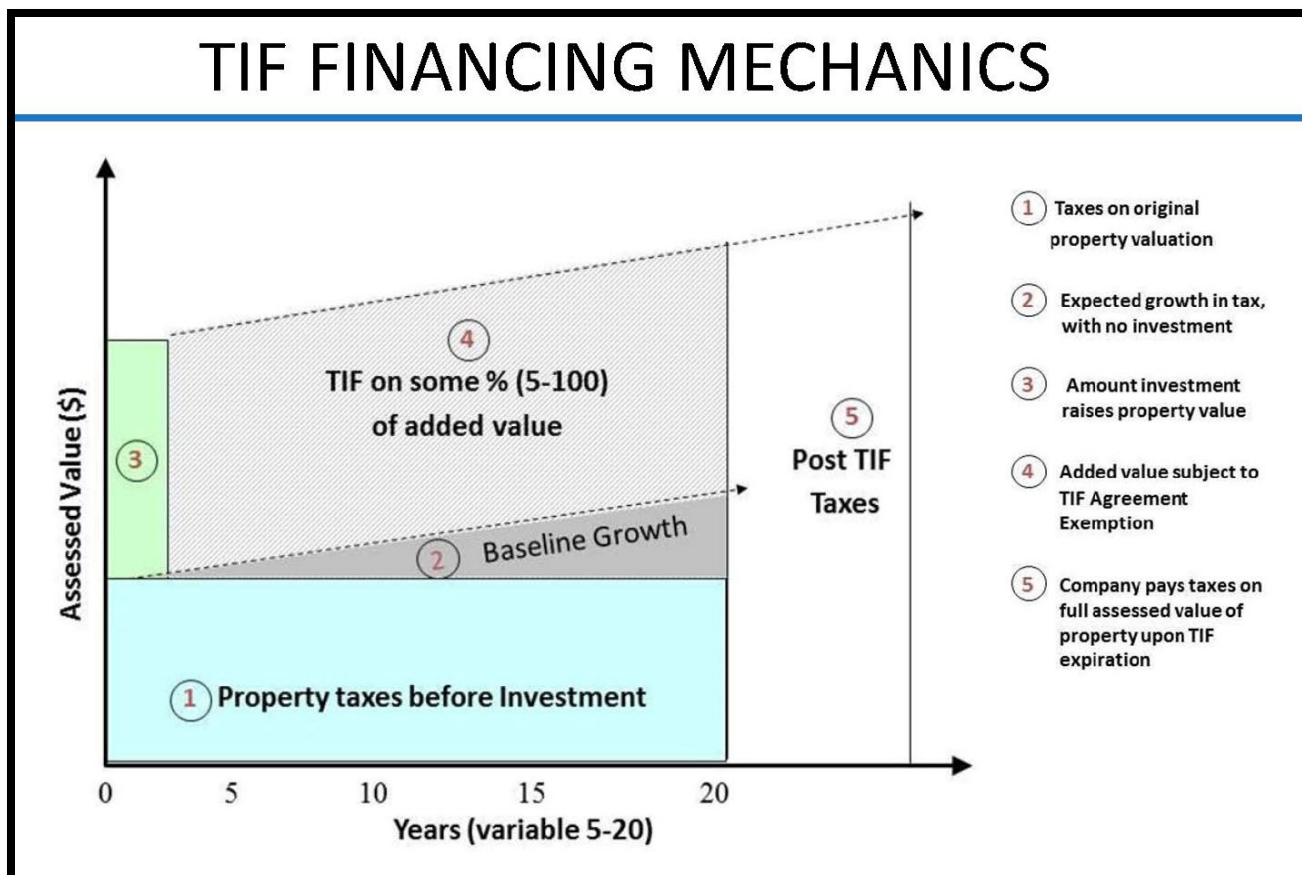 TIF FINANCING MECHANICS
Assessed Value ($)
4
TIF on some % (5-100)
of added value
3
5
Post TIF
Taxes
2 Baseline Growth
1 Property taxes before Investment
0 5 10 15 20
Years (variable 5-20)
1 Taxes on original
property valuation
2 Expected growth in tax,
with no investment
3 Amount investment
raises property value
4 Added value subject to
TIF Agreement
Exemption
5 Company pays taxes on
full assessed value of
property upon TIF
expiration